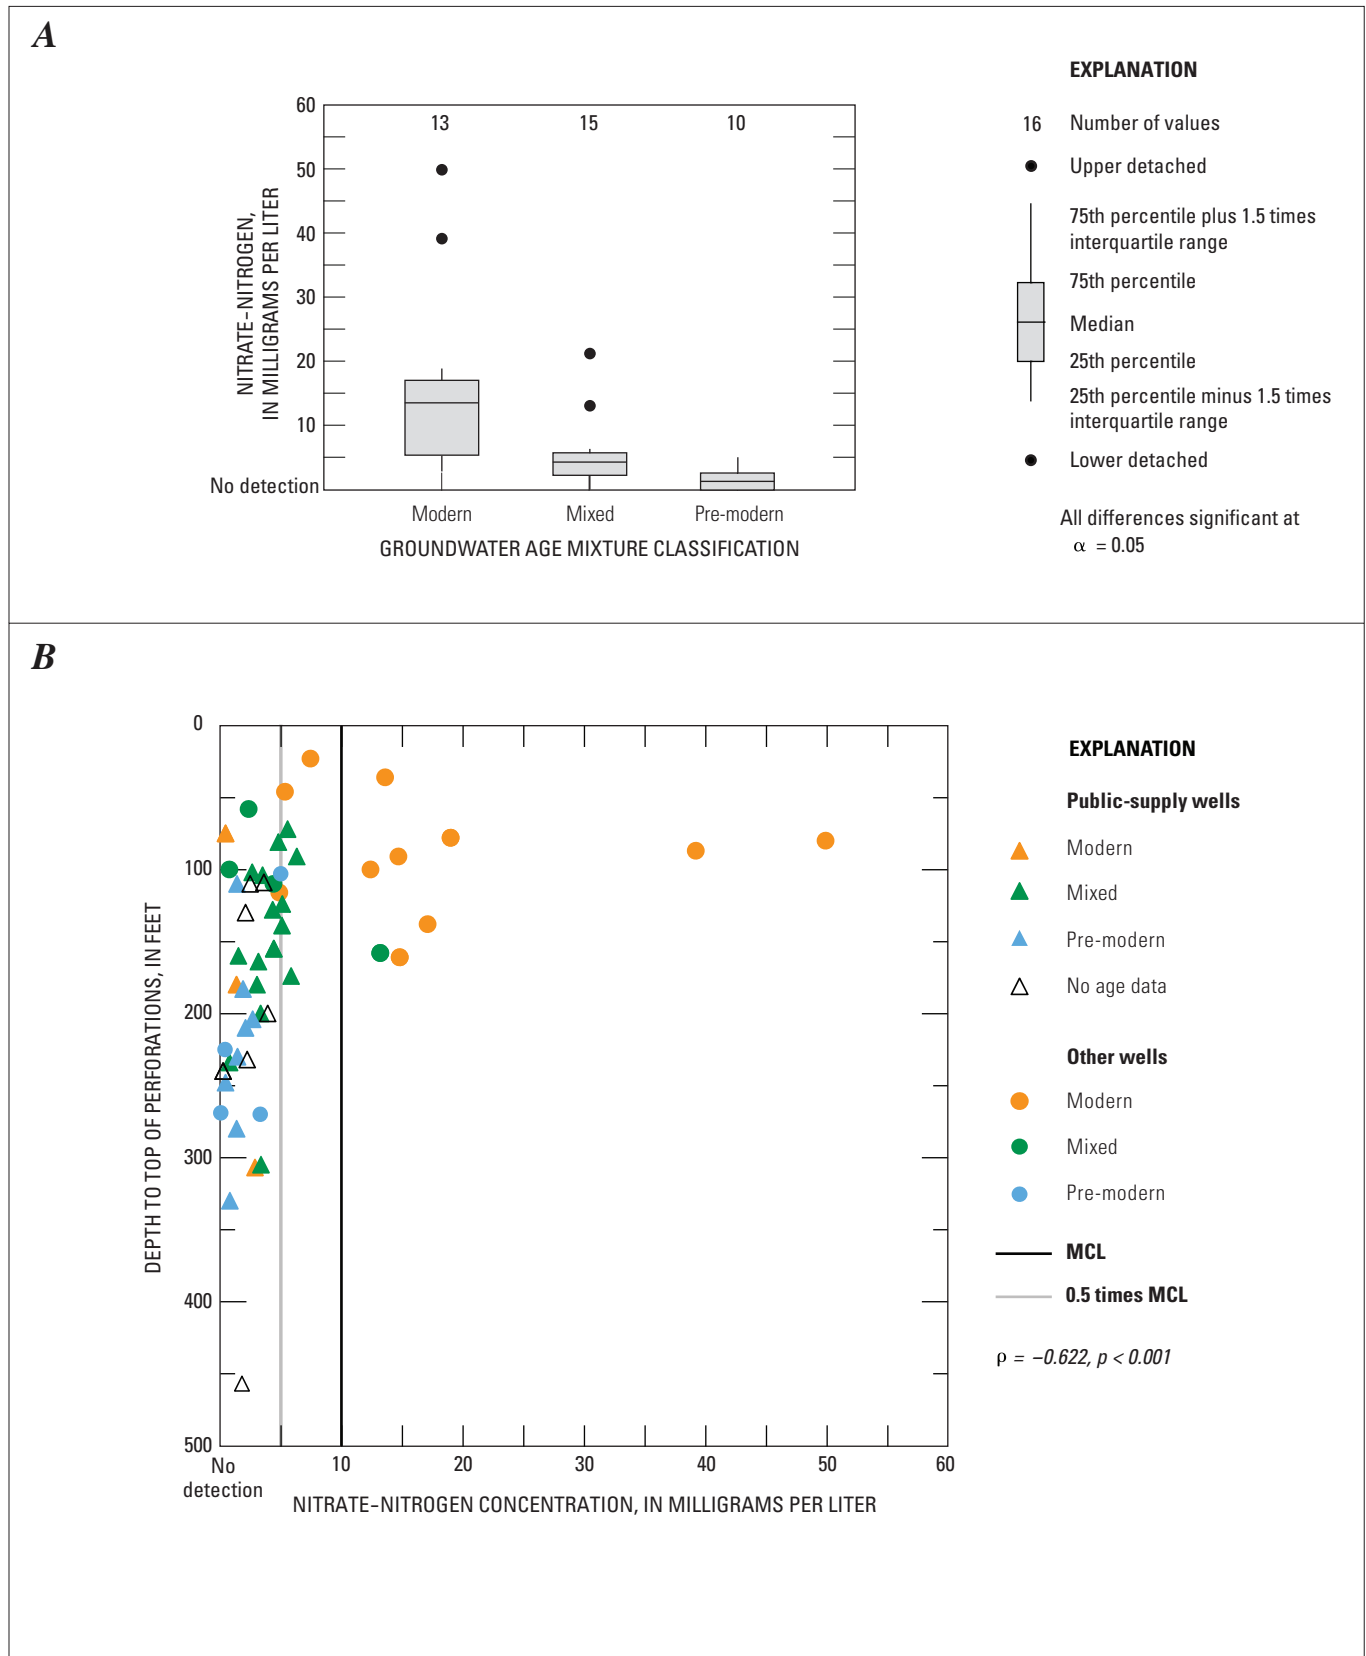 A
EXPLANATION
16 Number of values
Upper detached
75th percentile plus 1.5 times
interquartile range
75th percentile
Median
25th percentile
25th percentile minus 1.5 times
interquartile range
Lower detached
All differences significant at
α = 0.05
NITRATE–NITROGEN,
IN MILLIGRAMS PER LITER
60
50
40
30
20
10
No detection
13 15 10
Modern Mixed Pre-modern
GROUNDWATER AGE MIXTURE CLASSIFICATION
B
DEPTH TO TOP OF PERFORATIONS, IN FEET
0
100
200
300
400
500
No
detection
10 20 30 40 50 60
NITRATE–NITROGEN CONCENTRATION, IN MILLIGRAMS PER LITER
EXPLANATION
Public-supply wells
Modern
Mixed
Pre-modern
No age data
Other wells
Modern
Mixed
Pre-modern
MCL
0.5 times MCL
ρ = –0.622, p < 0.001